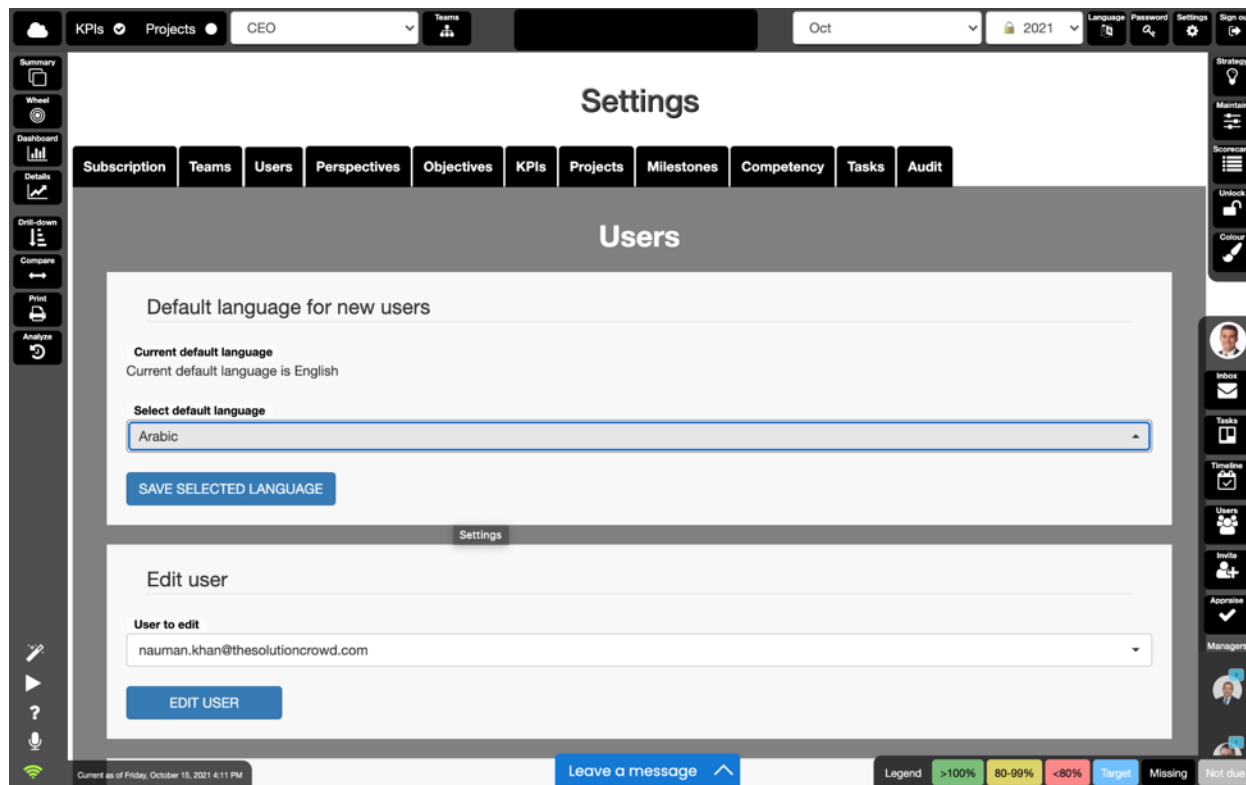 KPIs Projects CEO Teams Oct 2021 Language Password Settings Sign ou
Summary
Wheel
Dashboard
Details
Drill-down
Compare
Print
Analyze
Settings
Subscription Teams Users Perspectives Objectives KPIs Projects Milestones Competency Tasks Audit
Users
Default language for new users
Current default language
Current default language is English
Select default language
Arabic
SAVE SELECTED LANGUAGE
Settings
Edit user
User to edit
nauman.khan@thesolutioncrowd.com
EDIT USER
Strategy
Maintain
Scorecar
Unlock
Colour
Inbox
Tasks
Timeline
Users
Invite
Appraise
Managers
?
Current as of Friday, October 15, 2021 4:11 PM
Leave a message
Legend >100% 80-99% <80% Target Missing Not due